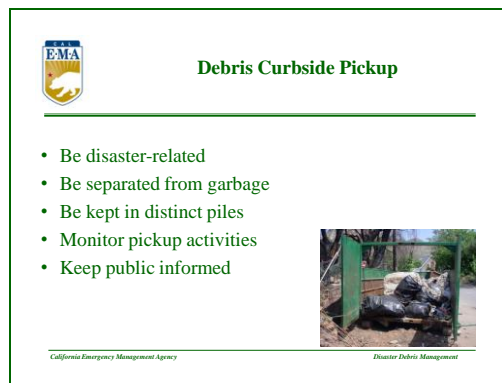 CAL
E·M·A
Debris Curbside Pickup
• Be disaster-related
• Be separated from garbage
• Be kept in distinct piles
• Monitor pickup activities
• Keep public informed
California Emergency Management Agency
Disaster Debris Management